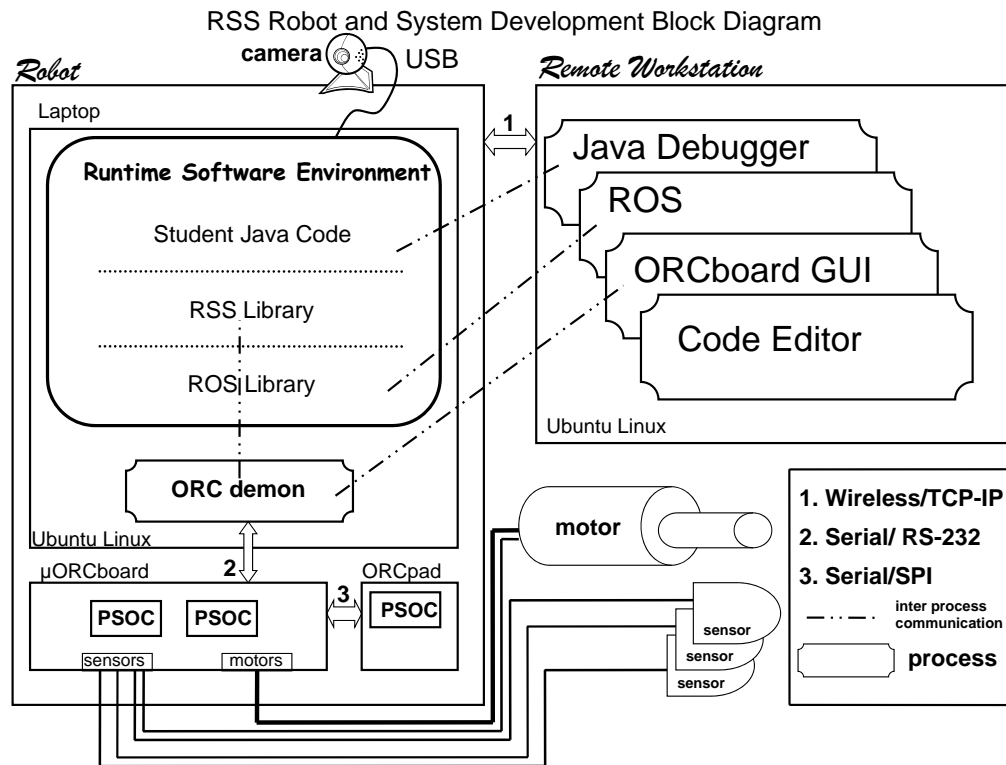 RSS Robot and System Development Block Diagram
camera
USB
Robot
Remote Workstation
Laptop
1
Runtime Software Environment
Student Java Code
RSS Library
ROS Library
ORC demon
Ubuntu Linux
Java Debugger
ROS
ORCboard GUI
Code Editor
Ubuntu Linux
2
µORCboard
PSOC
PSOC
sensors
motors
3
ORCpad
PSOC
motor
sensor
sensor
sensor
1. Wireless/TCP-IP
2. Serial/ RS-232
3. Serial/SPI
inter process
communication
process